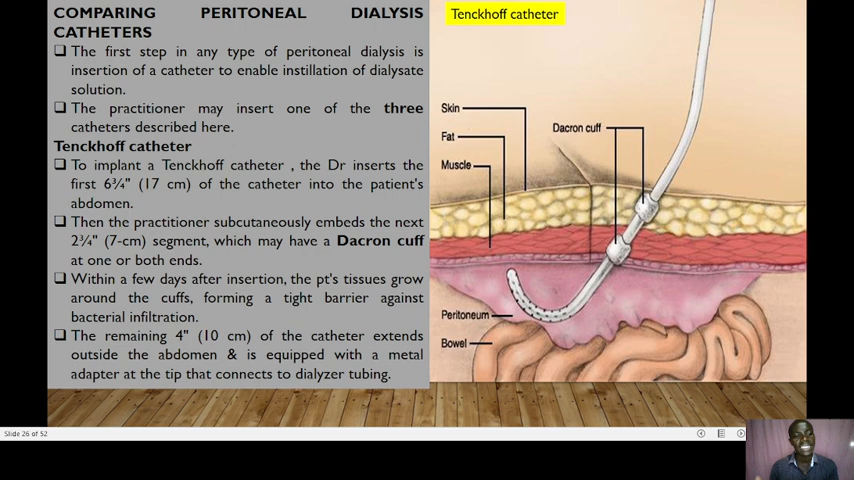 COMPARING PERITONEAL DIALYSIS
CATHETERS
❑ The first step in any type of peritoneal dialysis is
insertion of a catheter to enable instillation of dialysate
solution.
❑ The practitioner may insert one of the three
catheters described here.
Tenckhoff catheter
❑ To implant a Tenckhoff catheter , the Dr inserts the
first 6¾" (17 cm) of the catheter into the patient's
abdomen.
❑ Then the practitioner subcutaneously embeds the next
2¾" (7-cm) segment, which may have a Dacron cuff
at one or both ends.
❑ Within a few days after insertion, the pt's tissues grow
around the cuffs, forming a tight barrier against
bacterial infiltration.
❑ The remaining 4" (10 cm) of the catheter extends
outside the abdomen & is equipped with a metal
adapter at the tip that connects to dialyzer tubing.
Tenckhoff catheter
Skin
Dacron cuff
Fat
Muscle
Peritoneum
Bowel
Slide 26 of 52